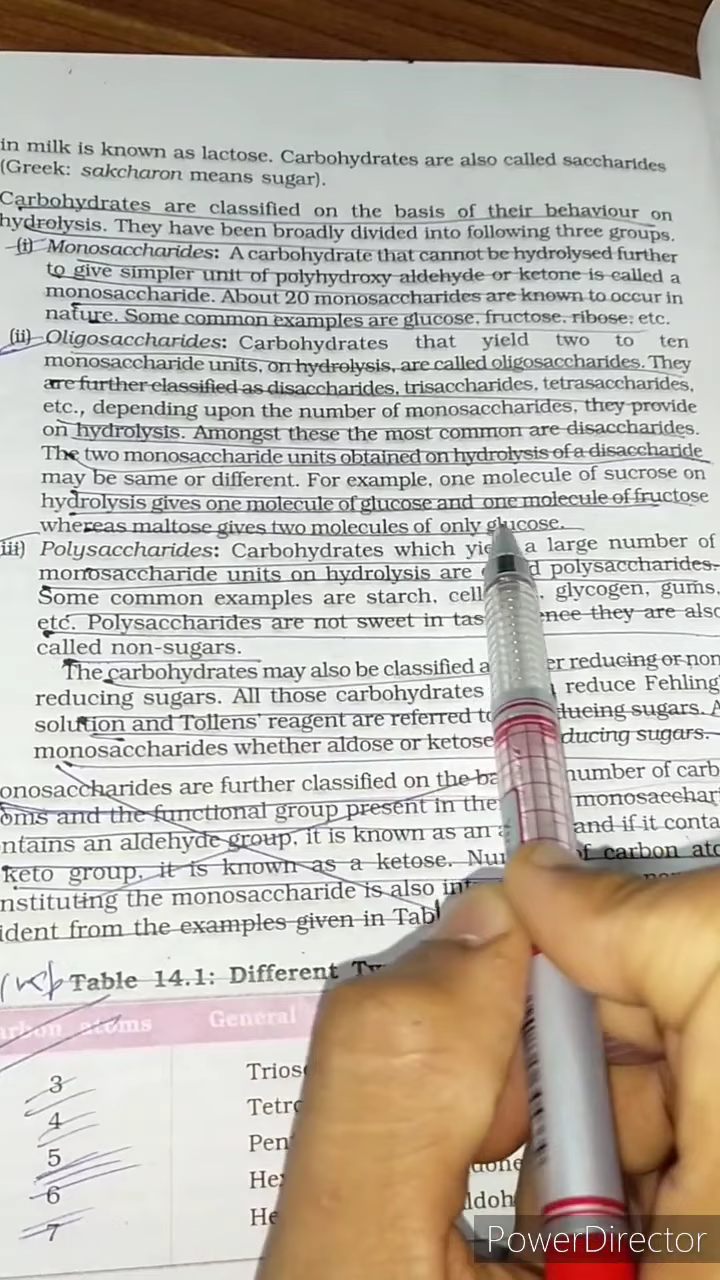 in milk is known as lactose. Carbohydrates are also called saccharides
(Greek: sakcharon means sugar).
Carbohydrates are classified on the basis of their behaviour on
hydrolysis. They have been broadly divided into following three groups.
(i) Monosaccharides: A carbohydrate that cannot be hydrolysed further
to give simpler unit of polyhydroxy aldehyde or ketone is called a
monosaccharide. About 20 monosaccharides are known to occur in
nature. Some common examples are glucose, fructose, ribose, etc.
(ii) Oligosaccharides: Carbohydrates that yield two to ten
monosaccharide units, on hydrolysis, are called oligosaccharides. They
are further classified as disaccharides, trisaccharides, tetrasaccharides,
etc., depending upon the number of monosaccharides, they provide
on hydrolysis. Amongst these the most common are disaccharides.
The two monosaccharide units obtained on hydrolysis of a disaccharide
may be same or different. For example, one molecule of sucrose on
hydrolysis gives one molecule of glucose and one molecule of fructose
whereas maltose gives two molecules of only glucose.
iii) Polysaccharides: Carbohydrates which yie a large number of
monosaccharide units on hydrolysis are d polysaccharides.
Some common examples are starch, cell , glycogen, gums,
etc. Polysaccharides are not sweet in tas ence they are also
called non-sugars.
The carbohydrates may also be classified a er reducing or non
reducing sugars. All those carbohydrates reduce Fehling'
solution and Tollens' reagent are referred to ducing sugars. A
monosaccharides whether aldose or ketose ducing sugars.
onosaccharides are further classified on the ba number of carb
oms and the functional group present in the monosacchar
ntains an aldehyde group, it is known as an a and if it conta
keto group, it is known as a ketose. Nu of carbon ato
nstituting the monosaccharide is also int
ident from the examples given in Tabl
Table 14.1: Different Ty
arbon atoms General
3 Trios
4 Tetro
5 Pen
6 He
7 He
PowerDirector